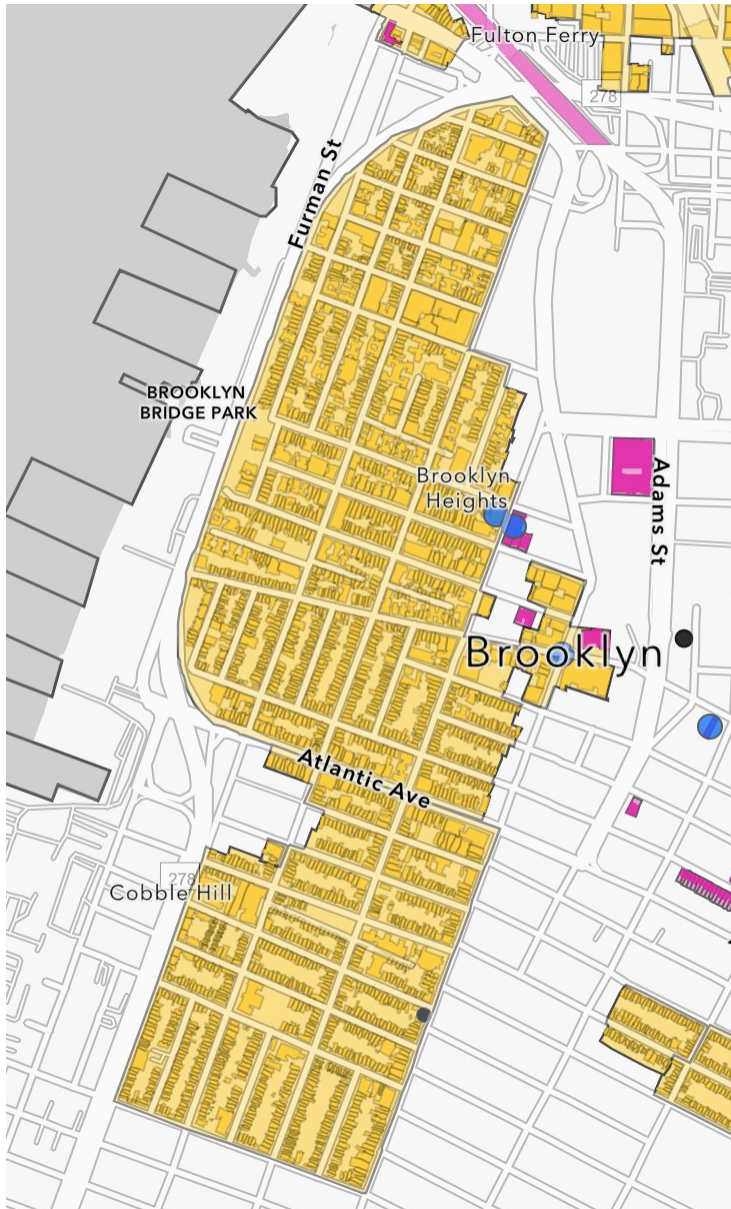 Fulton Ferry
278
Furman St
BROOKLYN
BRIDGE PARK
Brooklyn
Heights
Adams St
Brooklyn
Atlantic Ave
278
Cobble Hill